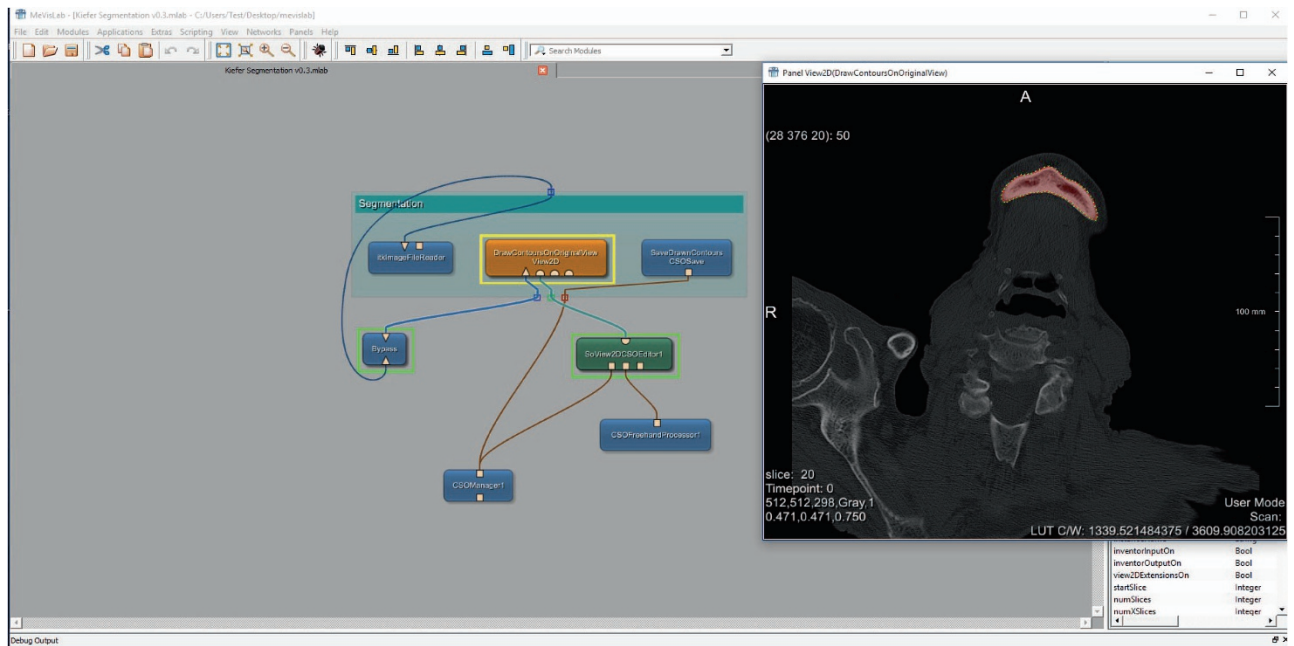 MeVisLab - [Kiefer Segmentation v0.3.mlab - C:/Users/Test/Desktop/mevislab]
File Edit Modules Applications Extras Scripting View Networks Panels Help
Search Modules
Kiefer Segmentation v0.3.mlab
Panel View2D(DrawContoursOnOriginalView)
A
(28 376 20): 50
Segmentation
itkImageFileReader
DrawContoursOnOriginalView
View2D
SaveDrawnContours
CSOSave
R
100 mm
Bypass
SoView2DCSOEditor1
CSOFreehandProcessor1
CSOManager1
slice: 20
Timepoint: 0
512,512,298,Gray,1
0.471,0.471,0.750
User Mode
Scan:
LUT C/W: 1339.521484375 / 3609.908203125
inventorInputOn Bool
inventorOutputOn Bool
view2DExtensionsOn Bool
startSlice Integer
numSlices Integer
numXSlices Integer
Debug Output